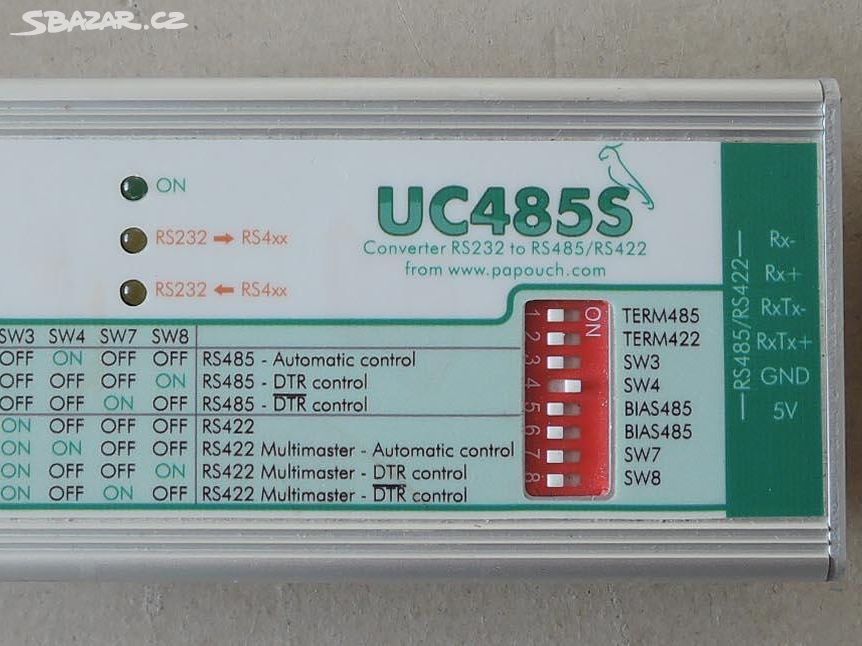 SBAZAR.CZ
ON
RS232 → RS4xx
RS232 ← RS4xx
UC485S
Converter RS232 to RS485/RS422
from www.papouch.com
SW3 SW4 SW7 SW8
OFF ON OFF OFF RS485 - Automatic control
OFF OFF OFF ON RS485 - DTR control
OFF OFF ON OFF RS485 - D̅T̅R̅ control
ON OFF OFF OFF RS422
ON ON OFF OFF RS422 Multimaster - Automatic control
ON OFF OFF ON RS422 Multimaster - DTR control
ON OFF ON OFF RS422 Multimaster - D̅T̅R̅ control
ON
1 TERM485
2 TERM422
3 SW3
4 SW4
5 BIAS485
6 BIAS485
7 SW7
8 SW8
RS485/RS422
Rx-
Rx+
RxTx-
RxTx+
GND
5V